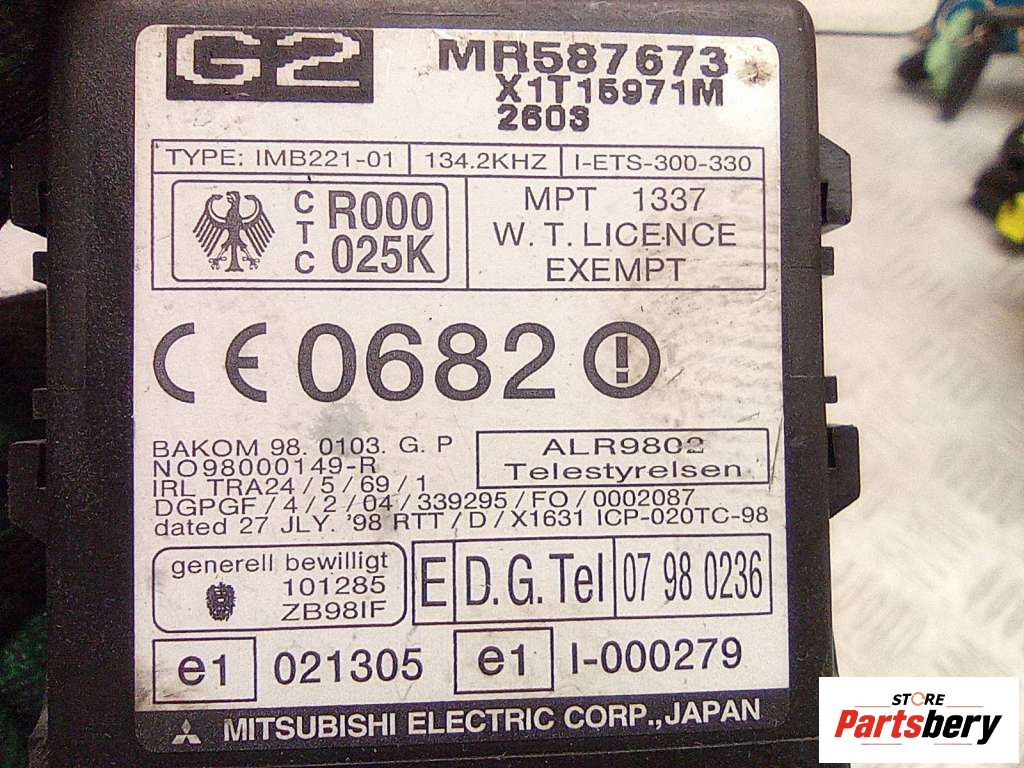 G2
MR587673
X1T15971M
2603
TYPE: IMB221-01 134.2KHZ I-ETS-300-330
CTC R000 025K
MPT 1337
W. T. LICENCE
EXEMPT
CE 0682
BAKOM 98. 0103. G. P
NO98000149-R
IRL TRA24/5/69/1
DGPGF/4/2/04/339295/FO/0002087
dated 27 JLY. '98 RTT/D/X1631 ICP-020TC-98
ALR9802
Telestyrelsen
generell bewilligt
101285
ZB98IF
E D.G.Tel 07 98 0236
e1 021305 e1 I-000279
MITSUBISHI ELECTRIC CORP.,JAPAN
STORE
Partsbery